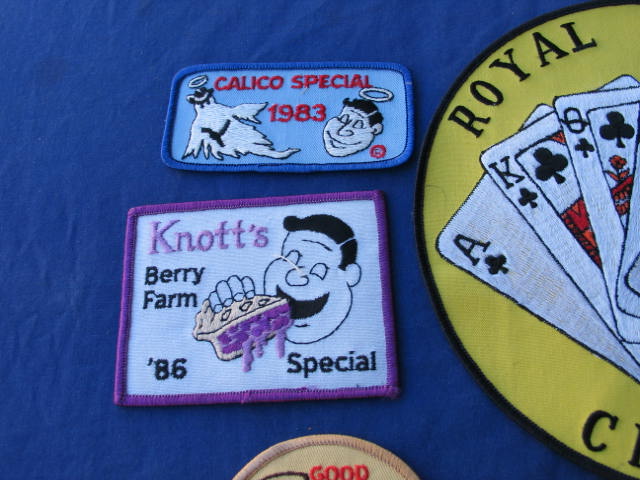 CALICO SPECIAL
1983
©
Knott's
Berry
Farm
'86
Special
ROYAL
A
K
Q
GOOD